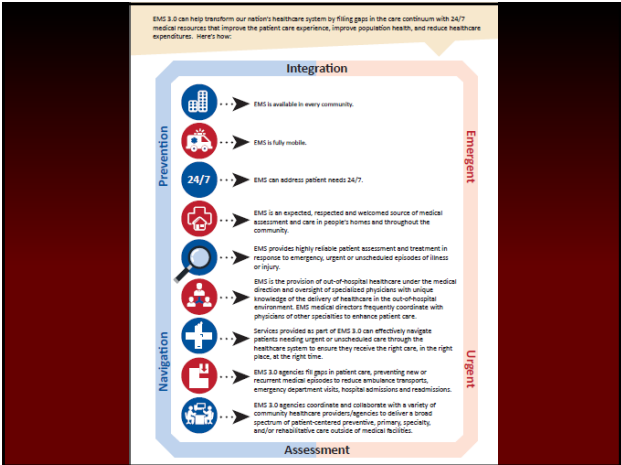 EMS 3.0 can help transform our nation's healthcare system by filling gaps in the care continuum with 24/7
medical resources that improve the patient care experience, improve population health, and reduce healthcare
expenditures. Here's how:
Integration
Prevention
Emergent
EMS is available in every community.
EMS is fully mobile.
24/7
EMS can address patient needs 24/7.
EMS is an expected, respected and welcomed source of medical
assessment and care in people's homes and throughout the
community.
EMS provides highly reliable patient assessment and treatment in
response to emergency, urgent or unscheduled episodes of illness
or injury.
EMS is the provision of out-of-hospital healthcare under the medical
direction and oversight of specialized physicians with unique
knowledge of the delivery of healthcare in the out-of-hospital
environment. EMS medical directors frequently coordinate with
physicians of other specialties to enhance patient care.
Navigation
Urgent
Services provided as part of EMS 3.0 can effectively navigate
patients needing urgent or unscheduled care through the
healthcare system to ensure they receive the right care, in the right
place, at the right time.
EMS 3.0 agencies fill gaps in patient care, preventing new or
recurrent medical episodes to reduce ambulance transports,
emergency department visits, hospital admissions and readmissions.
EMS 3.0 agencies coordinate and collaborate with a variety of
community healthcare providers/agencies to deliver a broad
spectrum of patient-centered preventive, primary, specialty,
and/or rehabilitative care outside of medical facilities.
Assessment